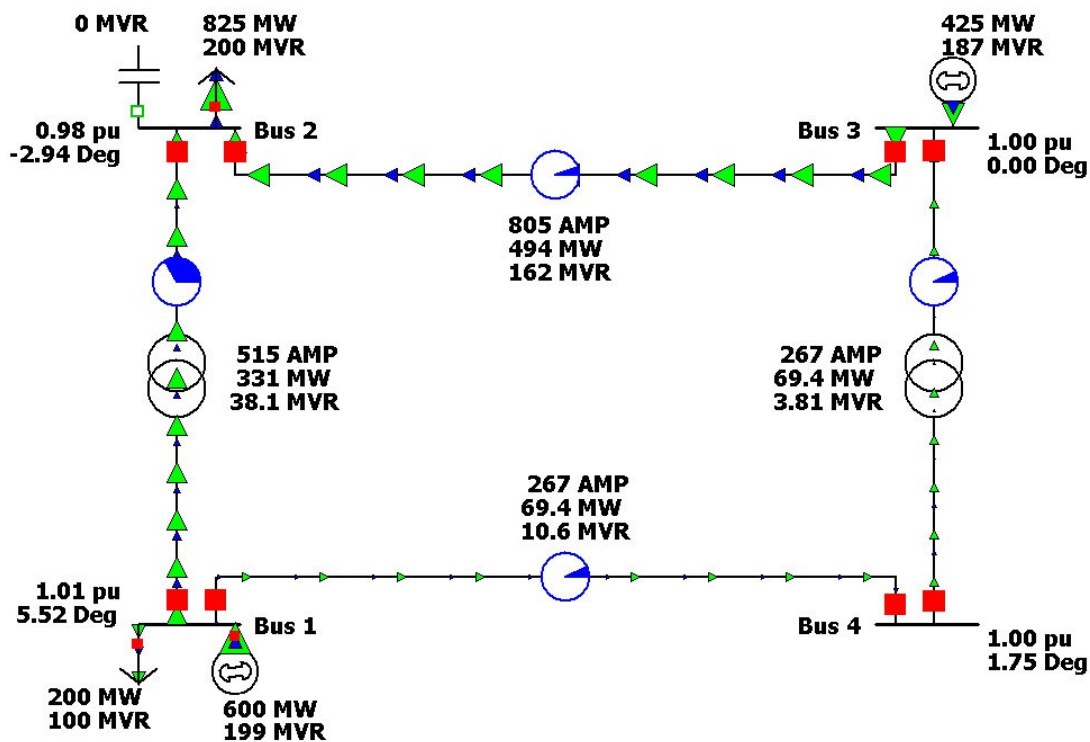 0 MVR
825 MW
200 MVR
425 MW
187 MVR
0.98 pu
-2.94 Deg
Bus 2
Bus 3
1.00 pu
0.00 Deg
805 AMP
494 MW
162 MVR
515 AMP
331 MW
38.1 MVR
267 AMP
69.4 MW
3.81 MVR
267 AMP
69.4 MW
10.6 MVR
1.01 pu
5.52 Deg
Bus 1
Bus 4
1.00 pu
1.75 Deg
200 MW
100 MVR
600 MW
199 MVR